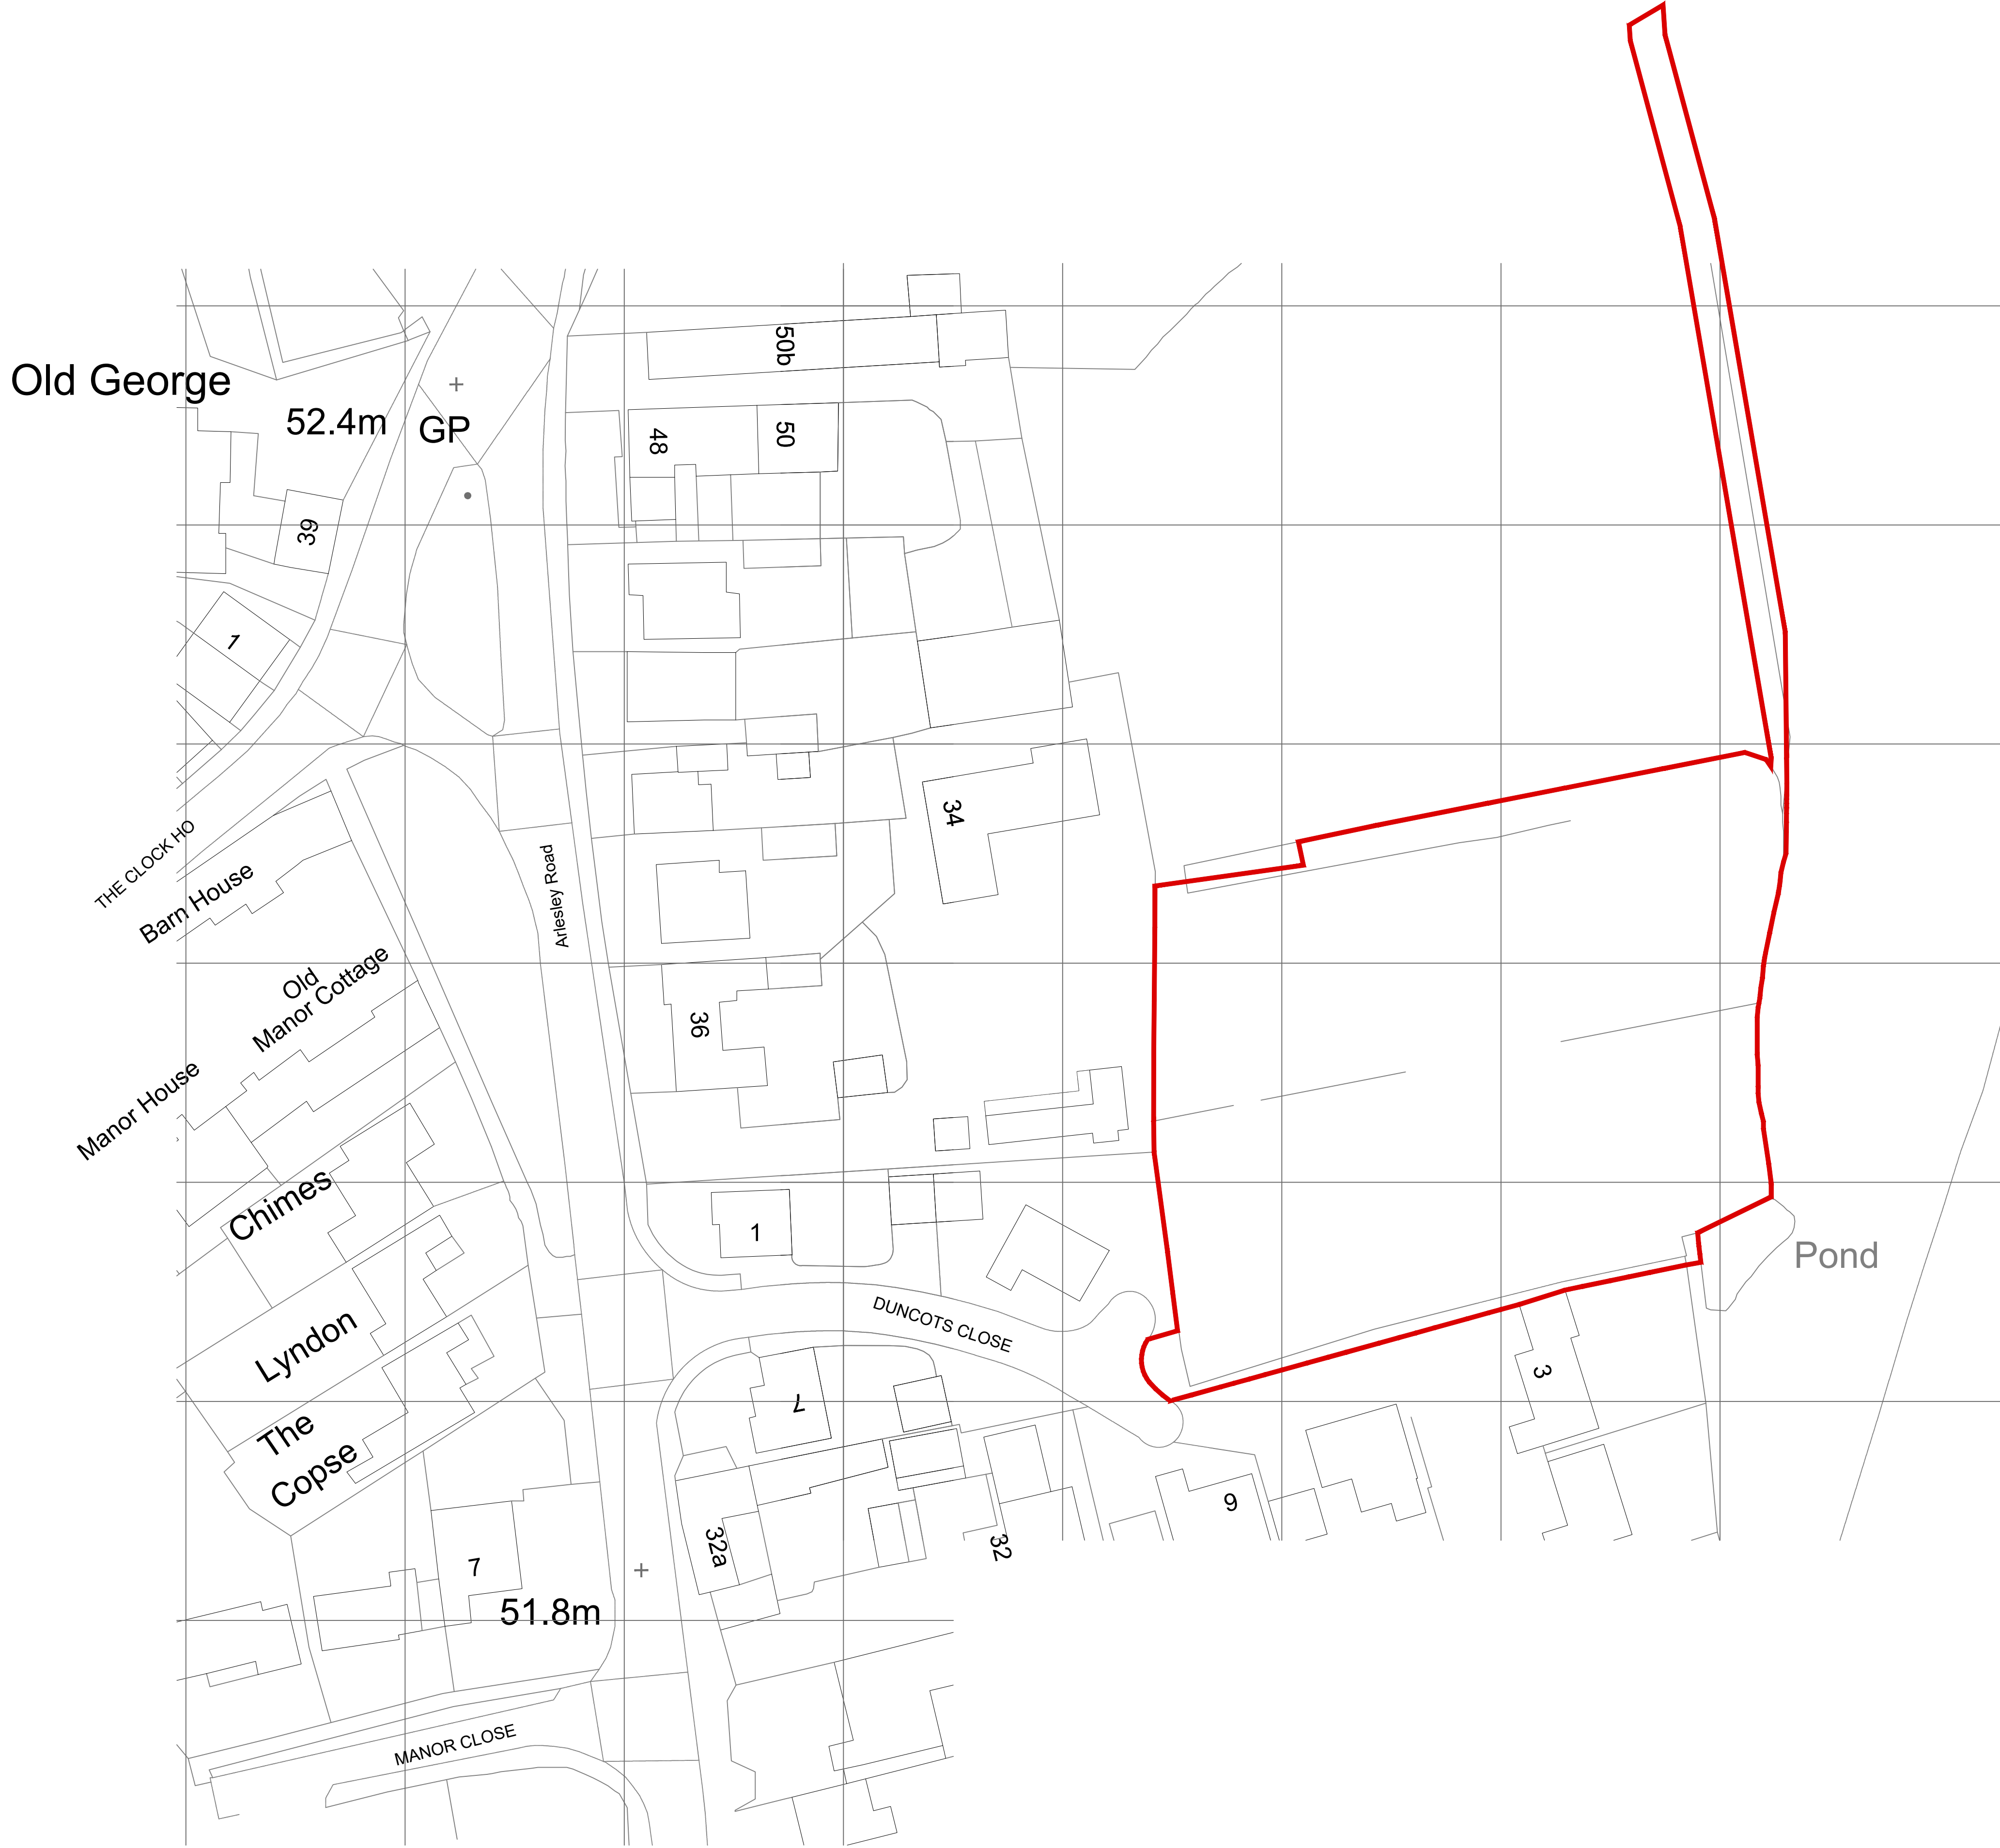 50b
Old George
52.4m
GP
48
50
39
1
34
THE CLOCK HO
Arlesley Road
Barn House
Old
Manor Cottage
36
Manor House
Chimes
1
Pond
DUNCOTS CLOSE
Lyndon
3
7
The
Copse
9
32a
32
7
51.8m
MANOR CLOSE